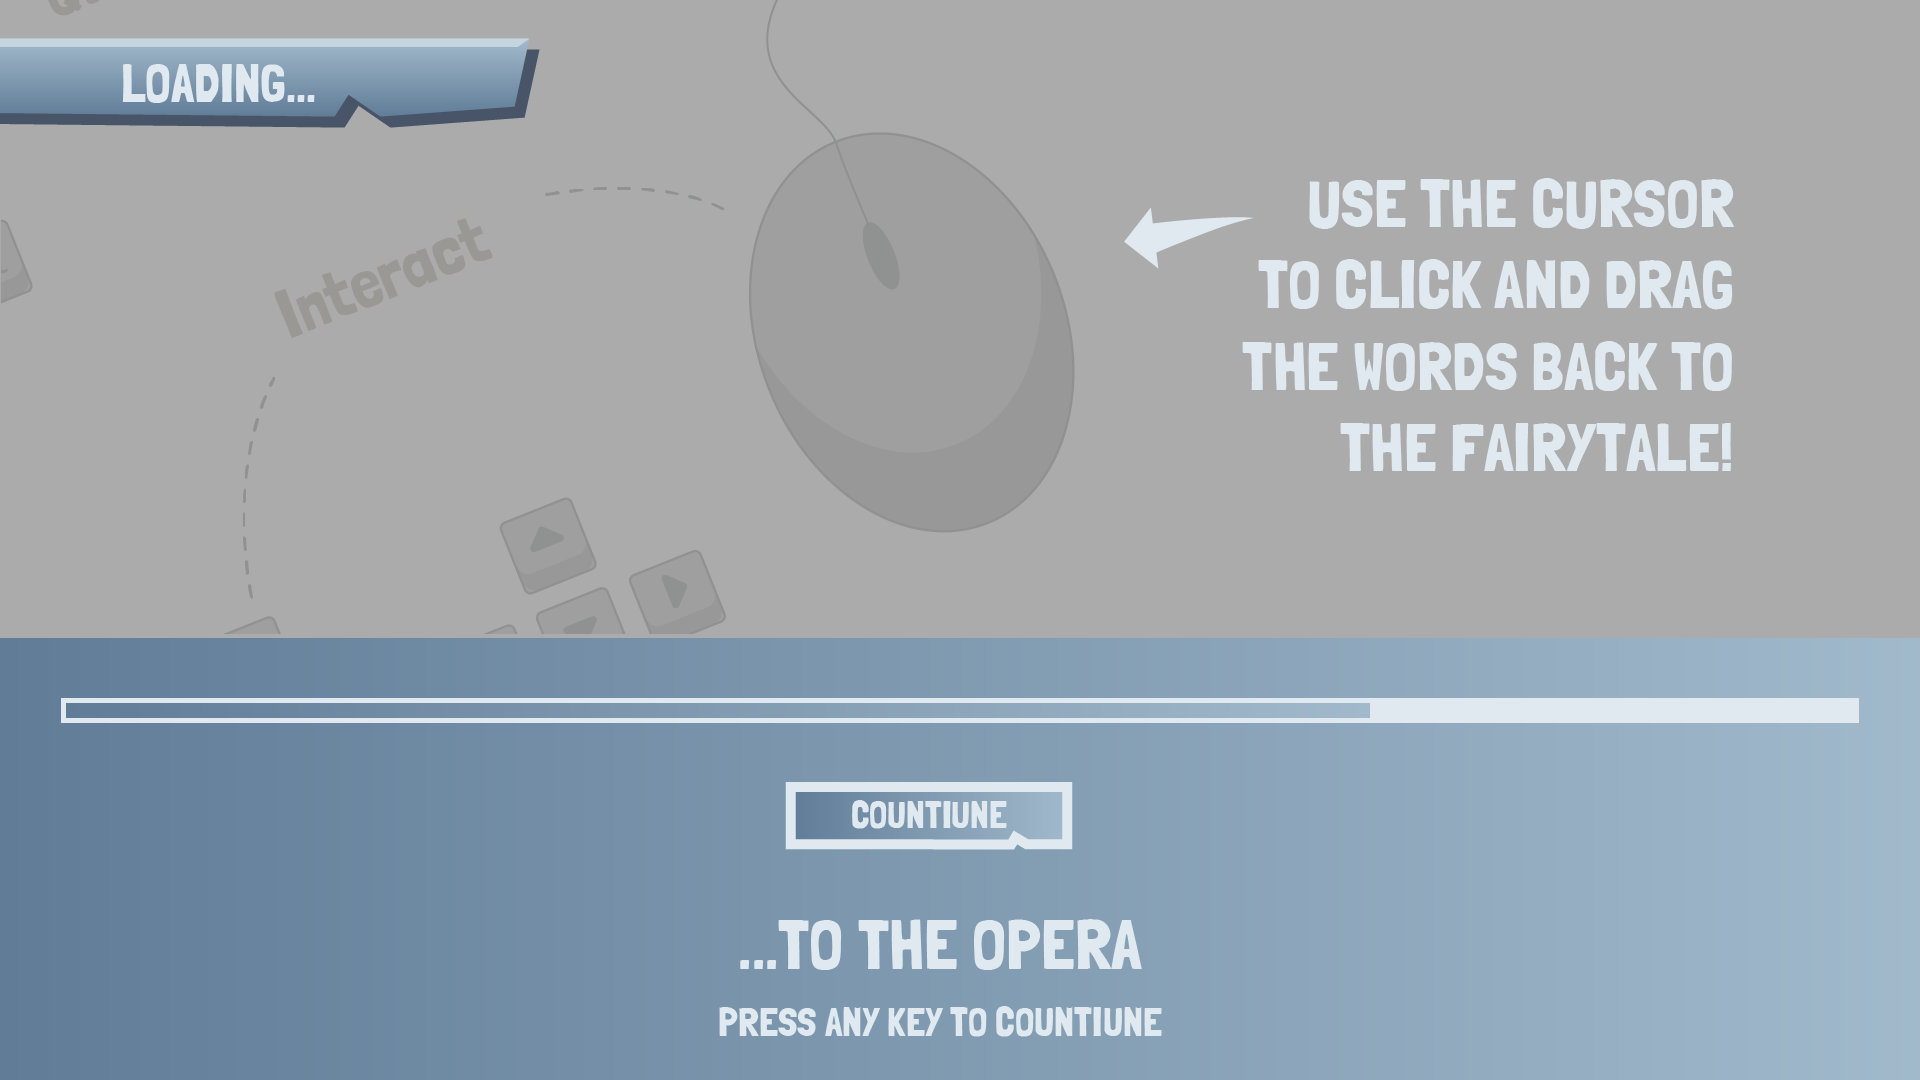 LOADING...
USE THE CURSOR
TO CLICK AND DRAG
THE WORDS BACK TO
THE FAIRYTALE!
Interact
COUNTIUNE
...TO THE OPERA
PRESS ANY KEY TO COUNTIUNE